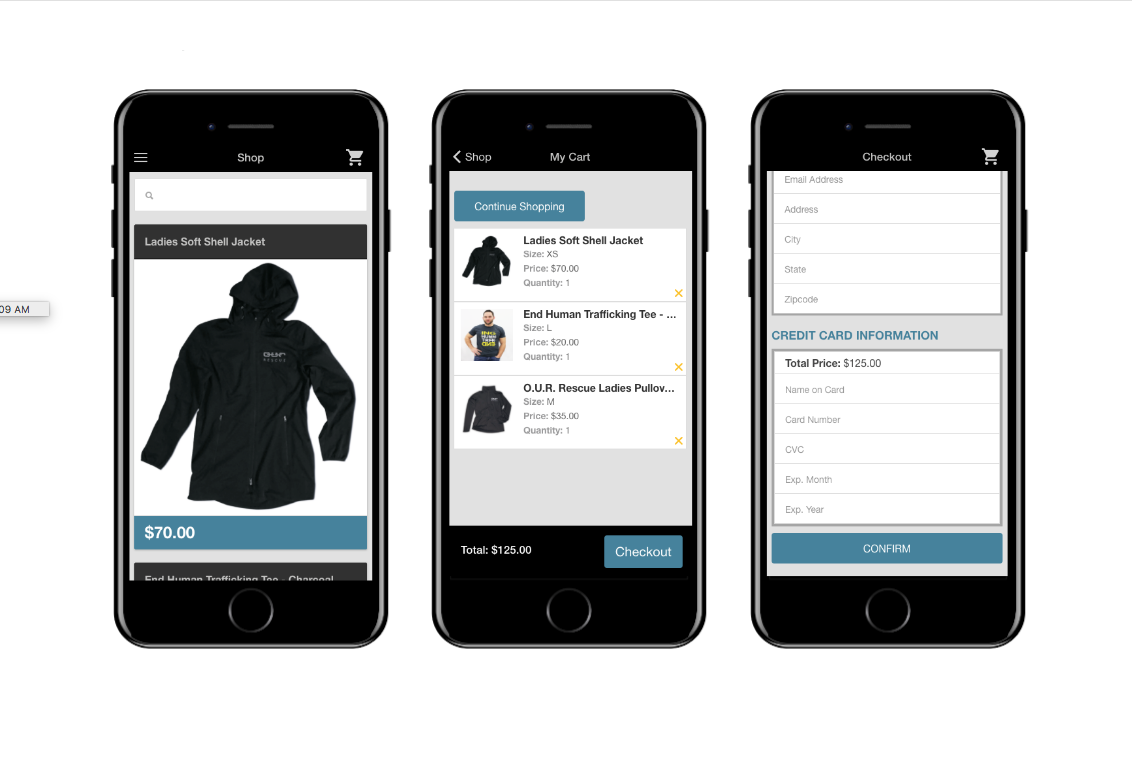 09 AM
Shop
Ladies Soft Shell Jacket
OUR
RESCUE
$70.00
End Human Trafficking Tee - Charcoal
Shop
My Cart
Continue Shopping
Ladies Soft Shell Jacket
Size: XS
Price: $70.00
Quantity: 1
End Human Trafficking Tee - ...
Size: L
Price: $20.00
Quantity: 1
O.U.R. Rescue Ladies Pullov...
Size: M
Price: $35.00
Quantity: 1
Total: $125.00
Checkout
Checkout
Email Address
Address
City
State
Zipcode
CREDIT CARD INFORMATION
Total Price: $125.00
Name on Card
Card Number
CVC
Exp. Month
Exp. Year
CONFIRM